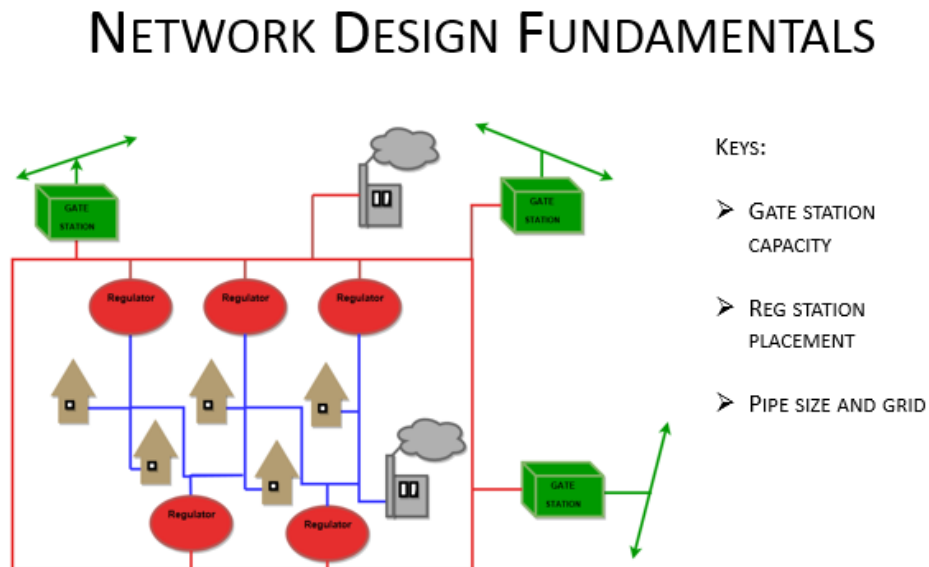 NETWORK DESIGN FUNDAMENTALS
KEYS:
GATE STATION
CAPACITY
REG STATION
PLACEMENT
PIPE SIZE AND GRID
GATE
STATION
GATE
STATION
Regulator
Regulator
Regulator
GATE
STATION
Regulator
Regulator